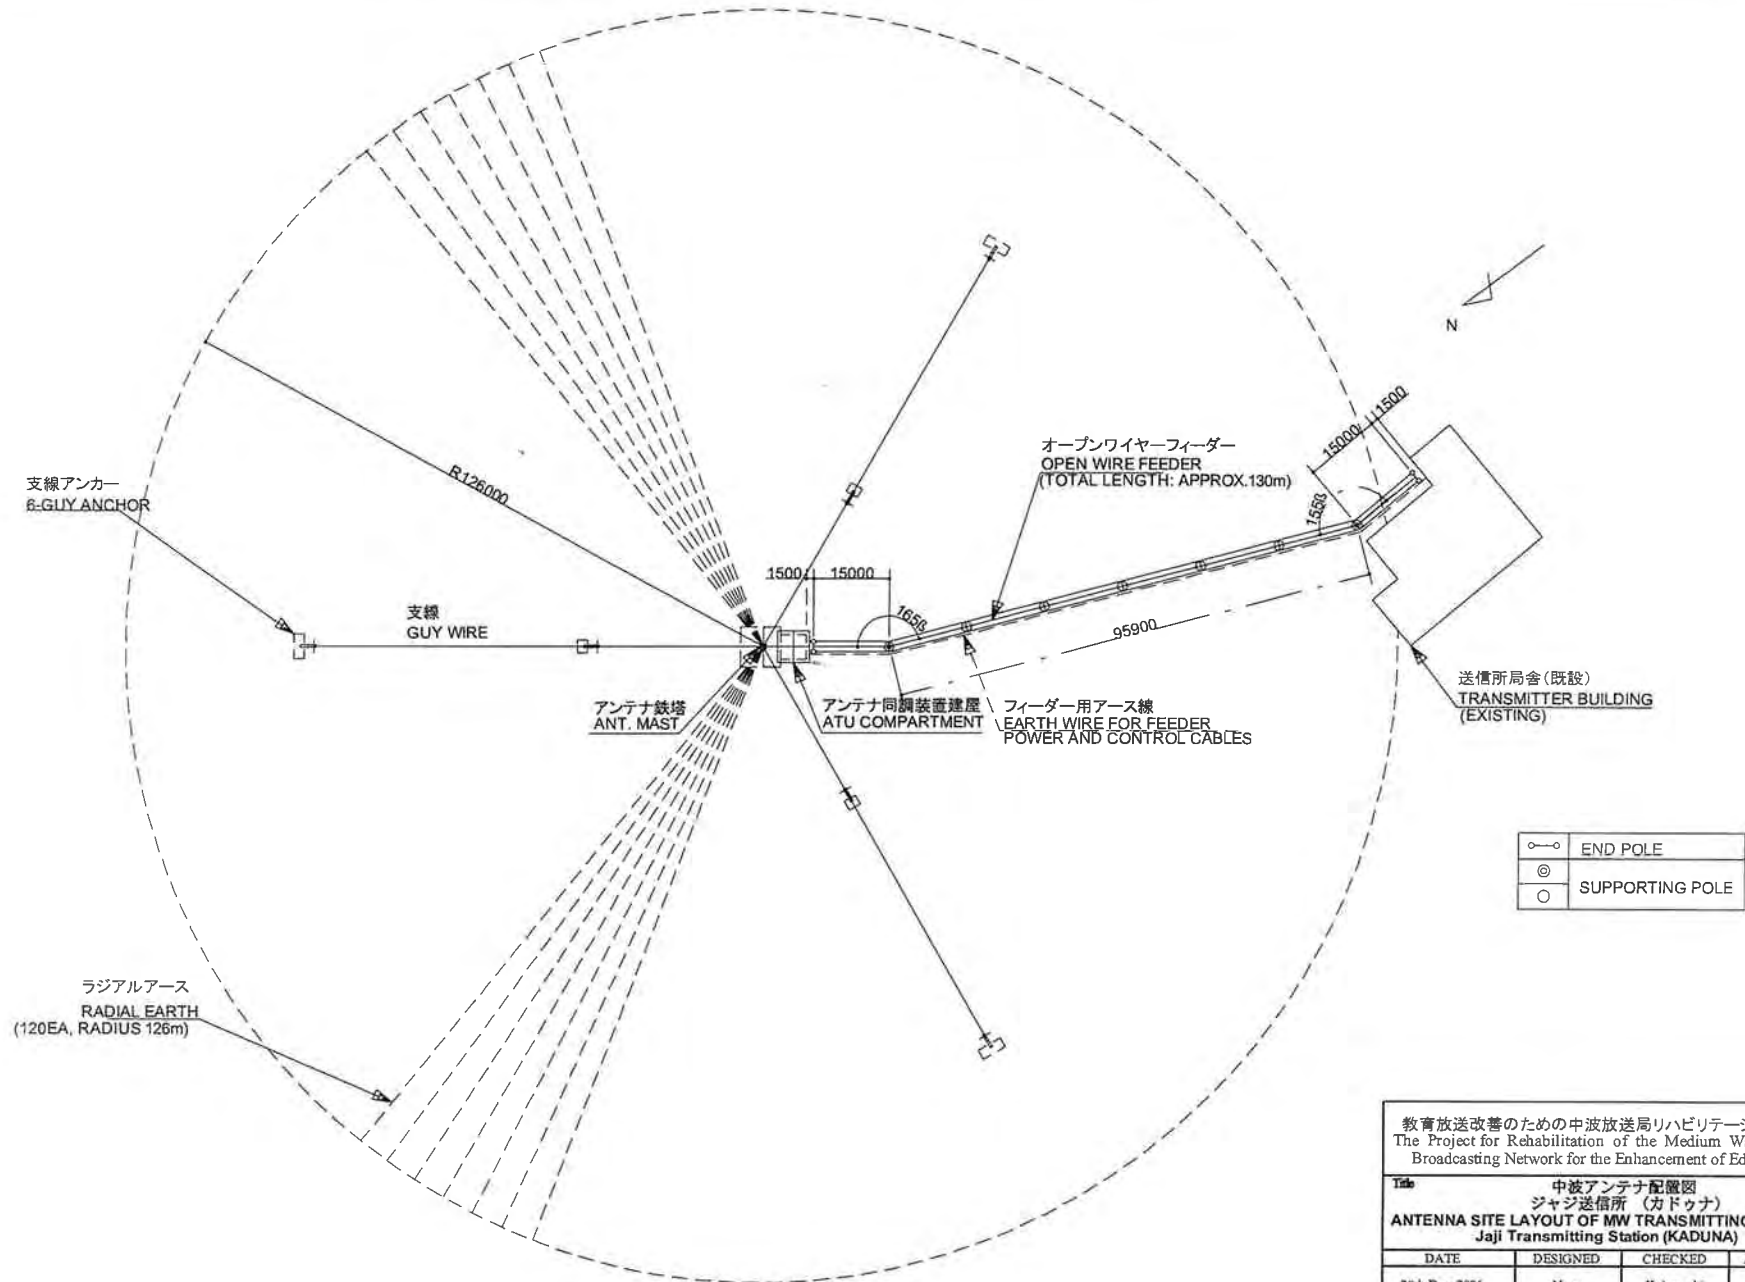 N
1500
15000
オープンワイヤーフィーダー
OPEN WIRE FEEDER
(TOTAL LENGTH: APPROX.130m)
支線アンカー
6-GUY ANCHOR
R126000
155ß
1500
15000
165ß
95900
支線
GUY WIRE
アンテナ鉄塔
ANT. MAST
アンテナ同調装置建屋
ATU COMPARTMENT
フィーダー用アース線
EARTH WIRE FOR FEEDER
POWER AND CONTROL CABLES
送信所局舎(既設)
TRANSMITTER BUILDING
(EXISTING)
END POLE
SUPPORTING POLE
ラジアルアース
RADIAL EARTH
(120EA, RADIUS 126m)
教育放送改善のための中波放送局リハビリテー
The Project for Rehabilitation of the Medium W
Broadcasting Network for the Enhancement of Ed
Title
中波アンテナ配置図
ジャジ送信所 (カドゥナ)
ANTENNA SITE LAYOUT OF MW TRANSMITTING
Jaji Transmitting Station (KADUNA)
DATE DESIGNED CHECKED